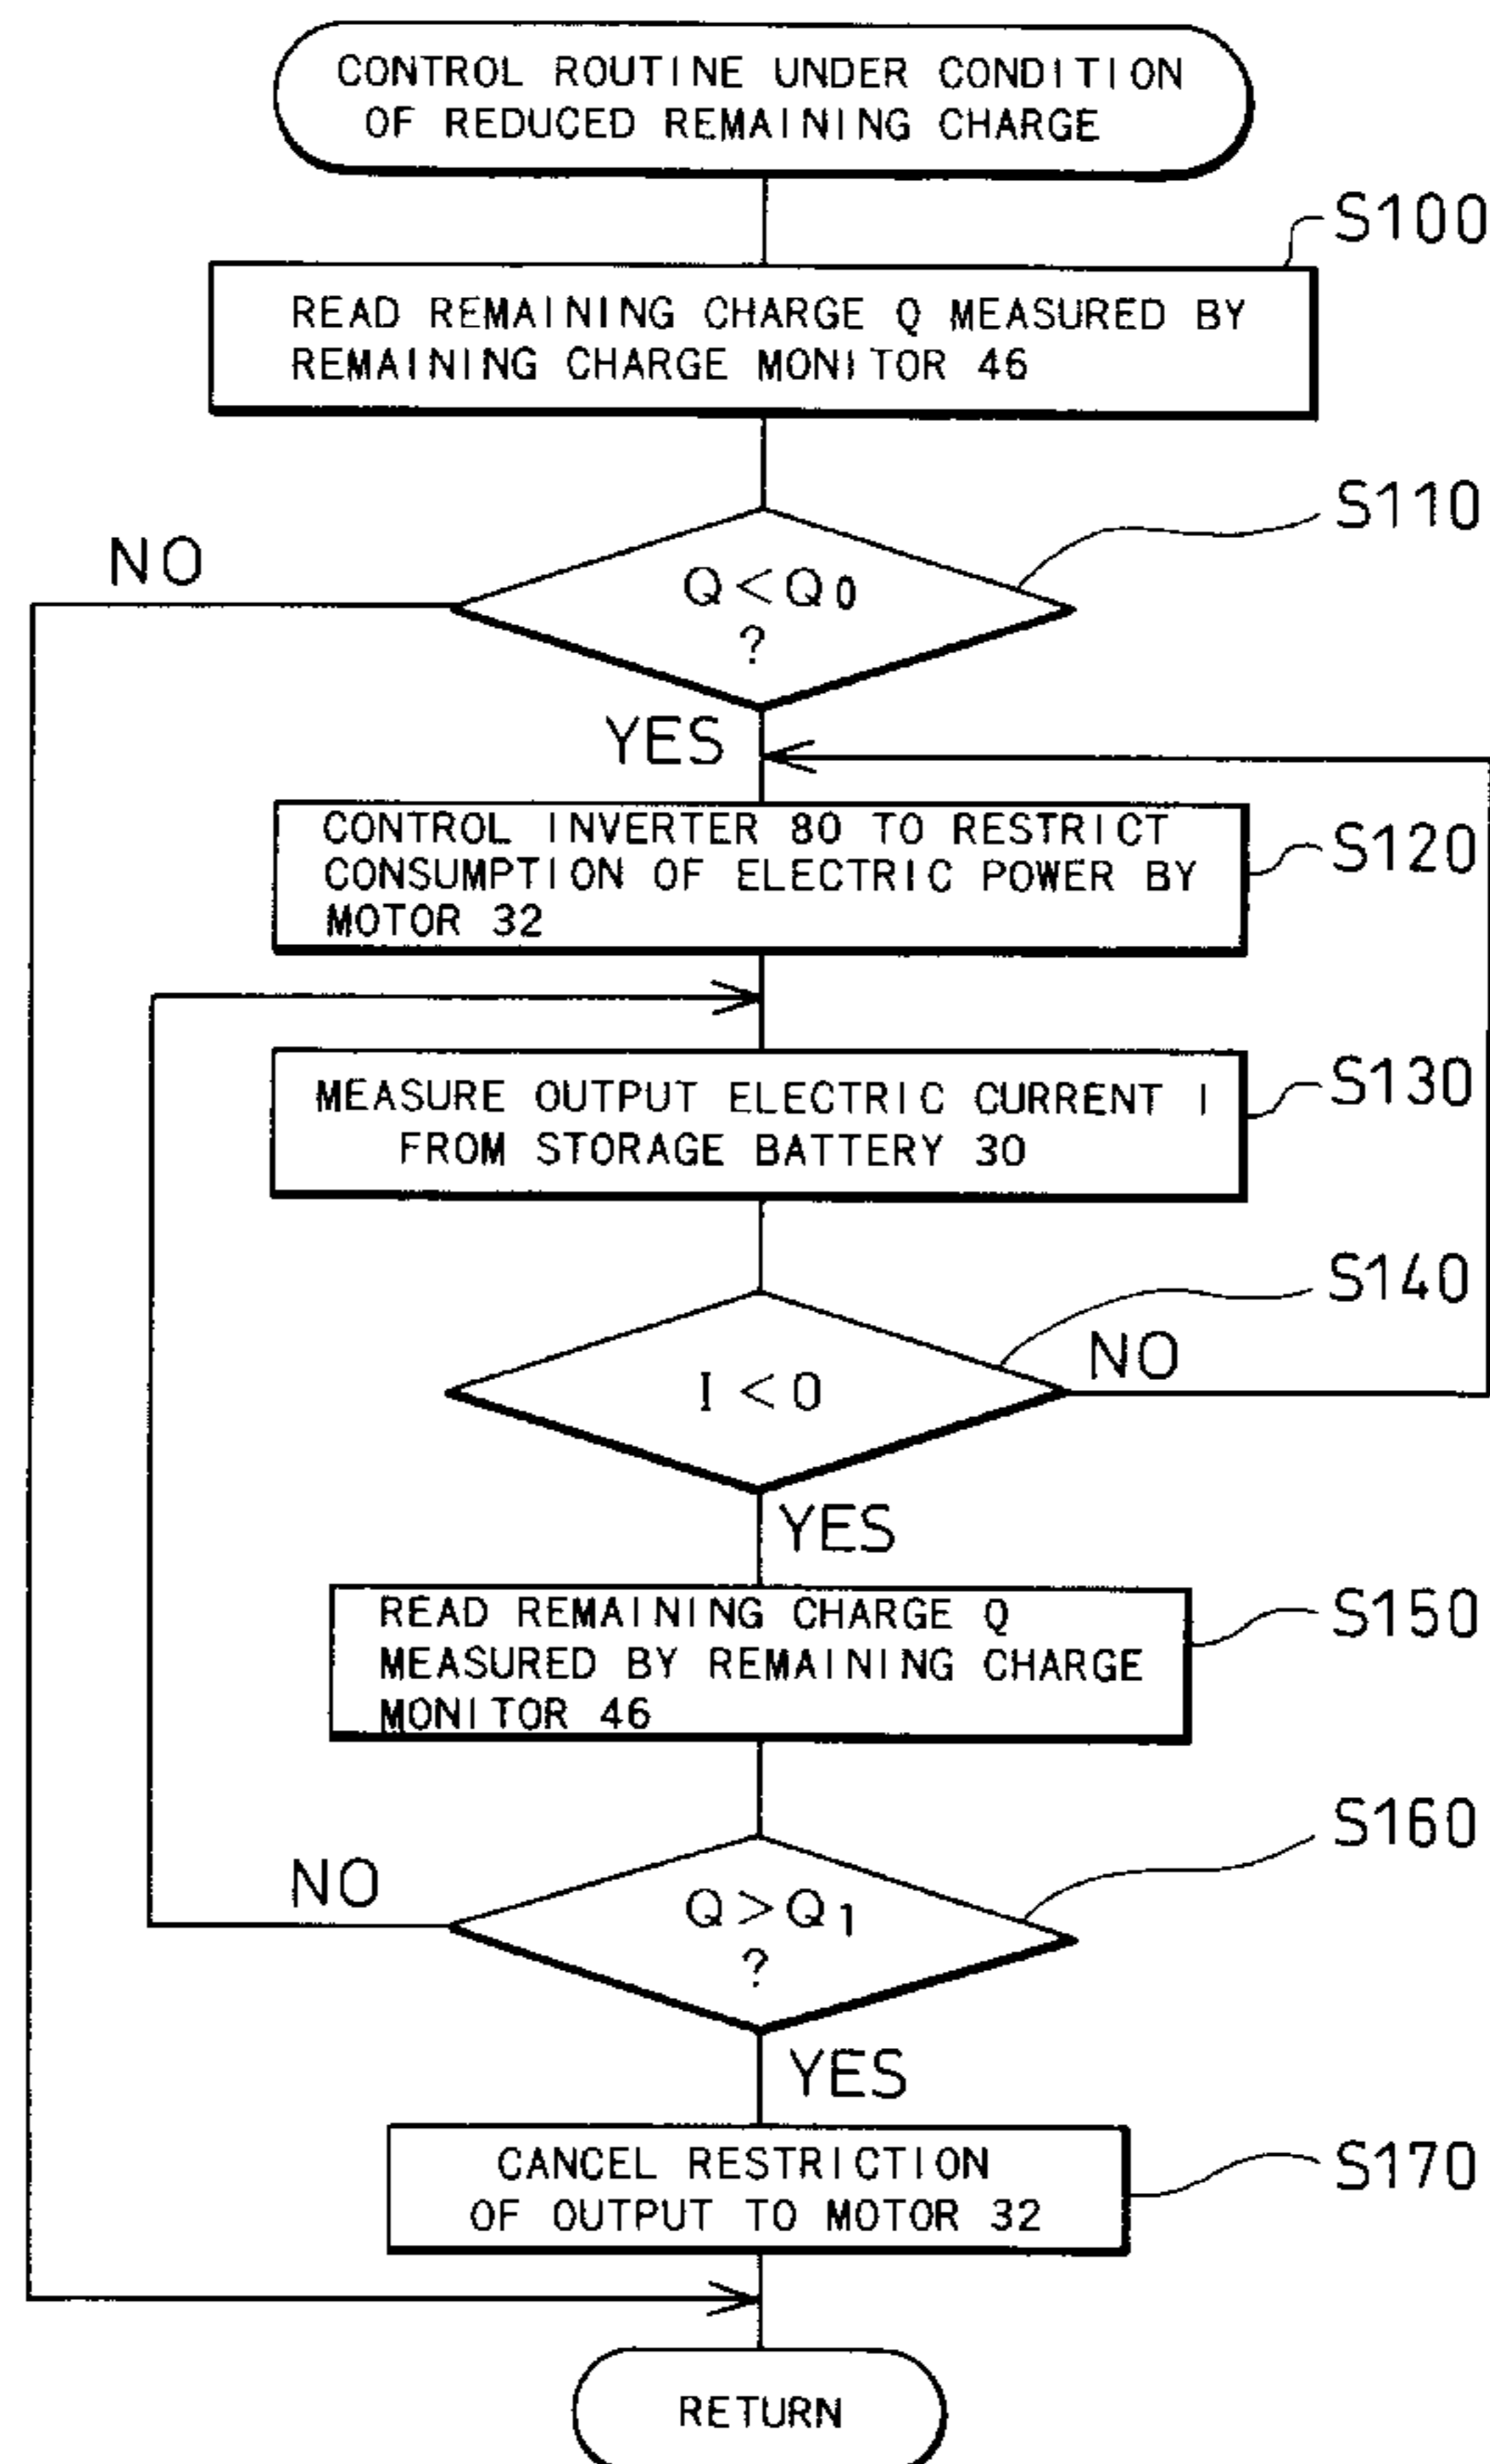 CONTROL ROUTINE UNDER CONDITION
OF REDUCED REMAINING CHARGE
S100
READ REMAINING CHARGE Q MEASURED BY
REMAINING CHARGE MONITOR 46
S110
NO
Q<Q0
?
YES
CONTROL INVERTER 80 TO RESTRICT
CONSUMPTION OF ELECTRIC POWER BY
MOTOR 32
S120
MEASURE OUTPUT ELECTRIC CURRENT I
FROM STORAGE BATTERY 30
S130
S140
NO
I<0
YES
READ REMAINING CHARGE Q
MEASURED BY REMAINING CHARGE
MONITOR 46
S150
S160
NO
Q>Q1
?
YES
CANCEL RESTRICTION
OF OUTPUT TO MOTOR 32
S170
RETURN